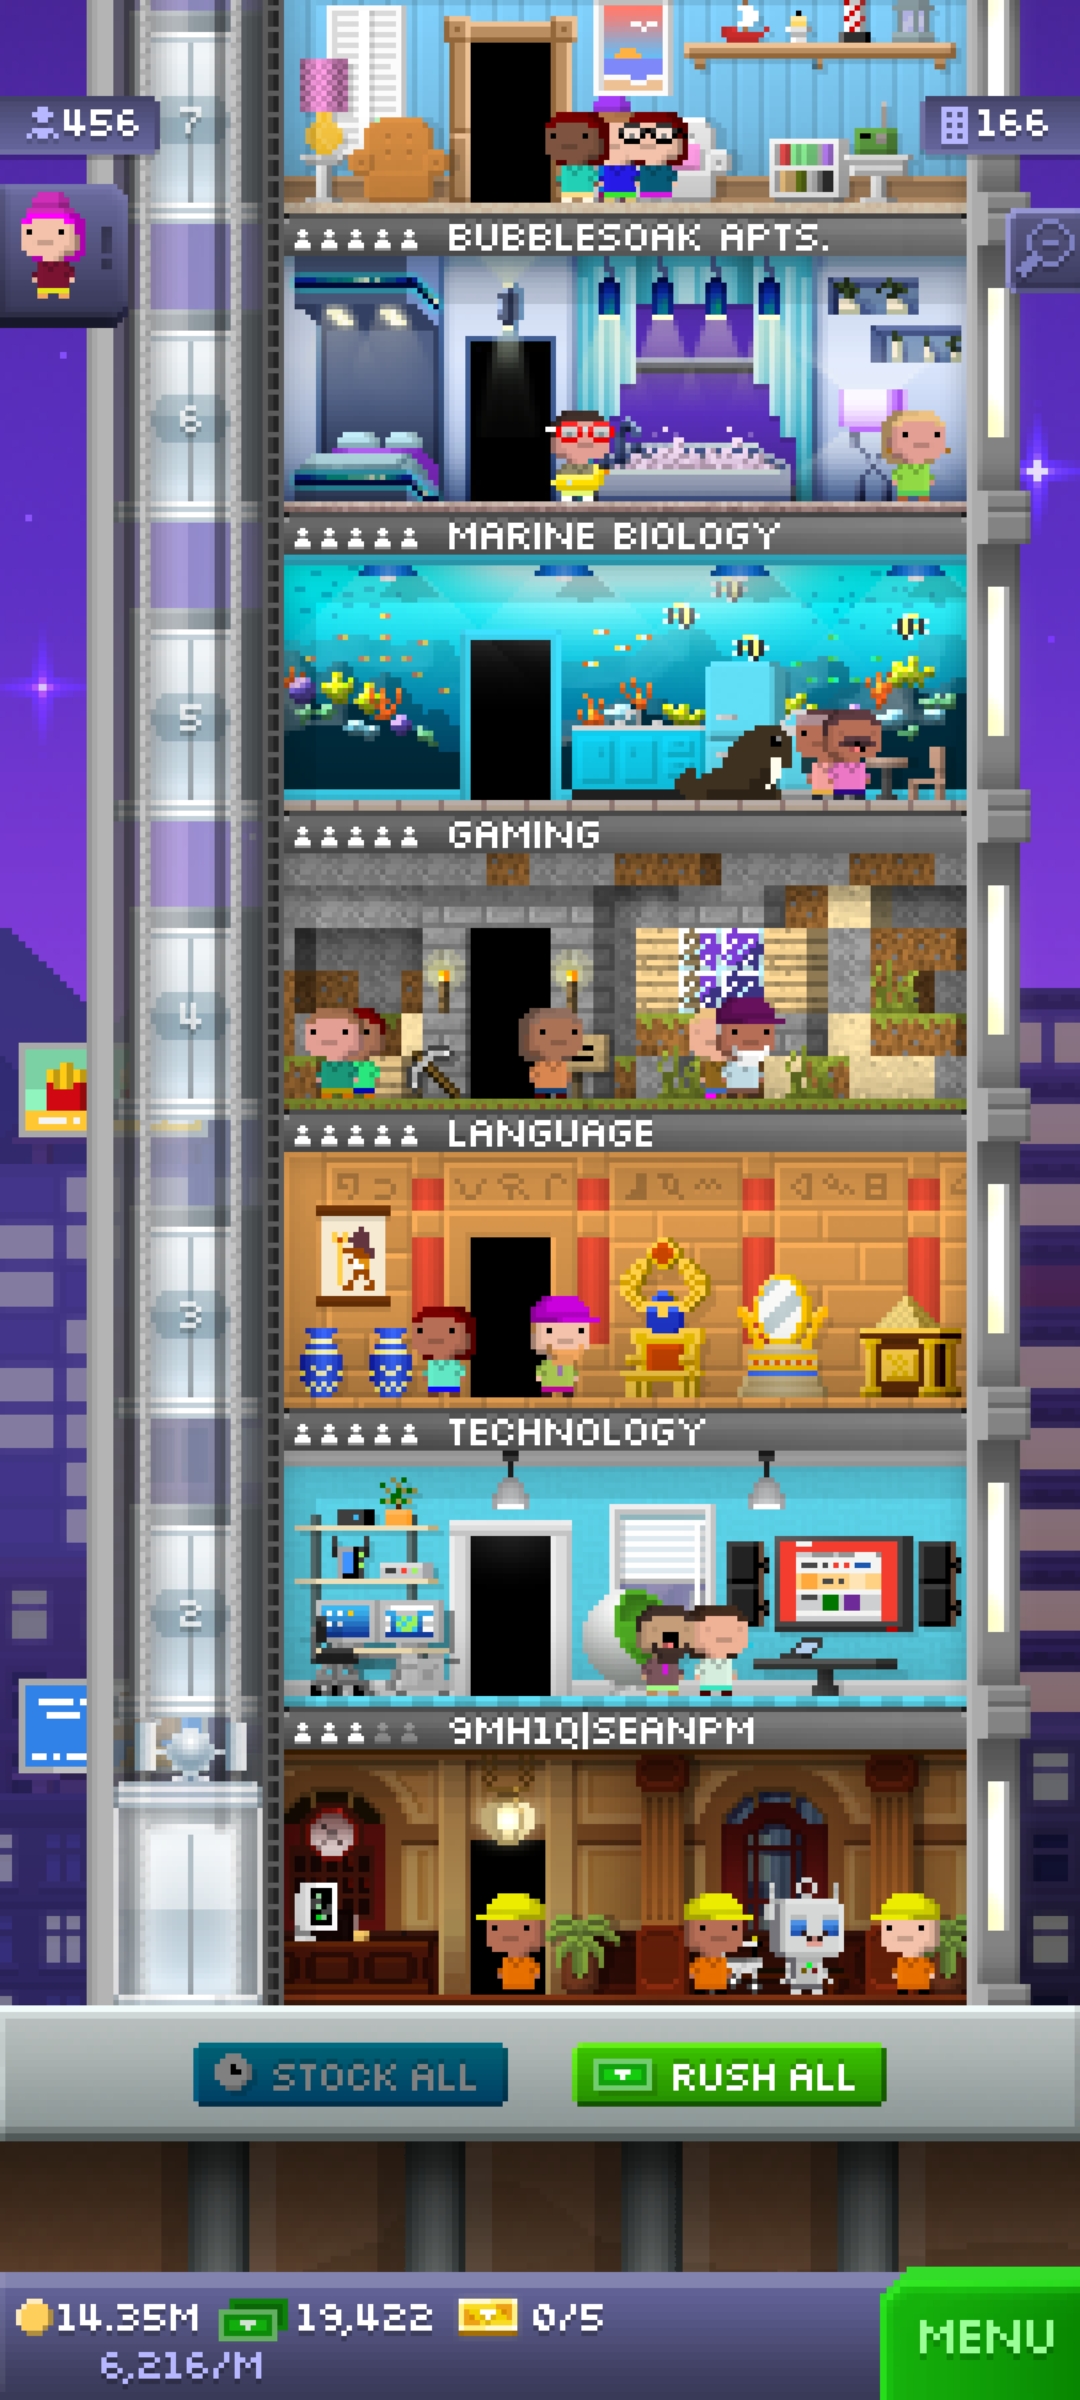 7
456
166
!
BUBBLESOAK APTS.
6
MARINE BIOLOGY
5
GAMING
4
LANGUAGE
3
TECHNOLOGY
2
9MH1Q|SEANPM
STOCK ALL
RUSH ALL
14.35M
19,422
0/5
6,216/M
MENU